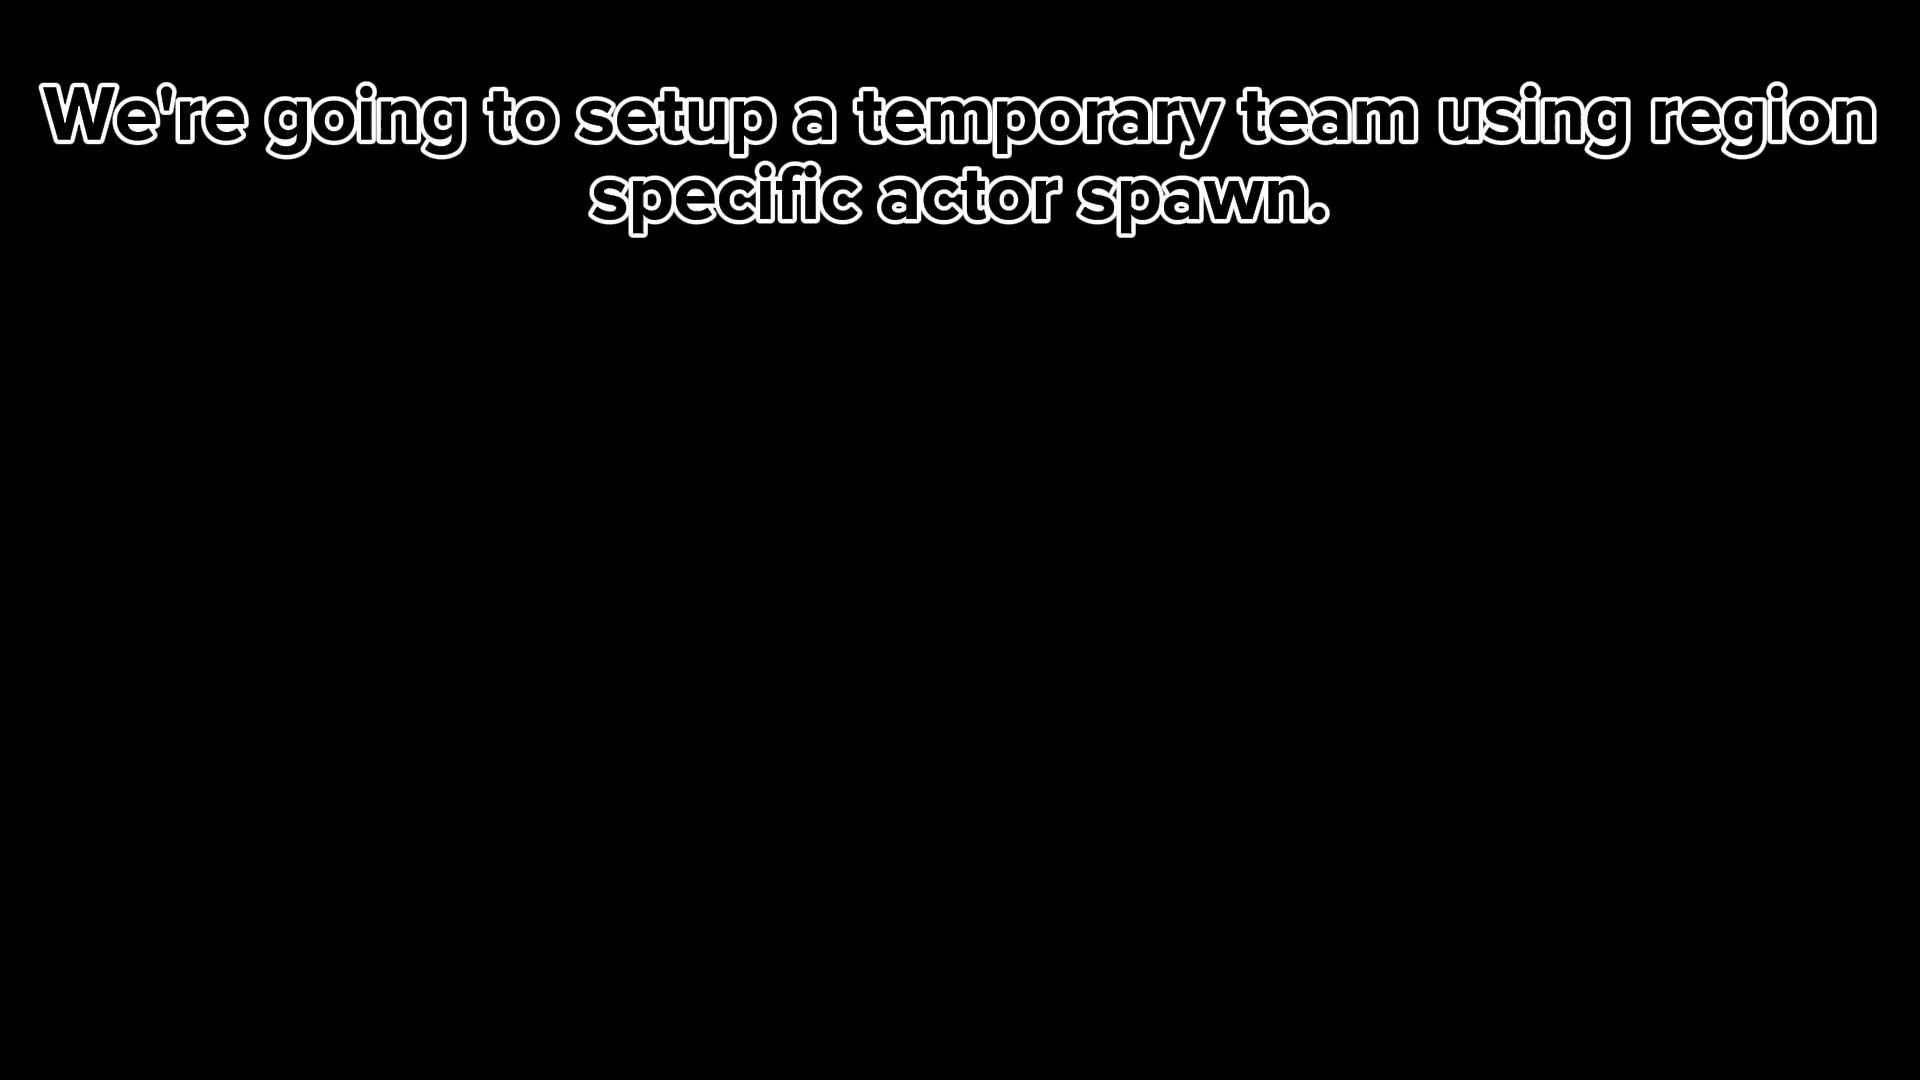 We're going to setup a temporary team using region
specific actor spawn.